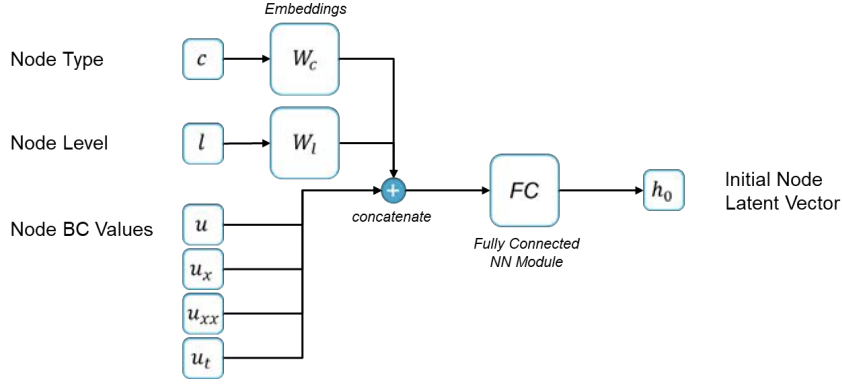 Embeddings
Node Type
c
W_c
Node Level
l
W_l
+
concatenate
FC
Fully Connected
NN Module
h_0
Initial Node
Latent Vector
Node BC Values
u
u_x
u_xx
u_t